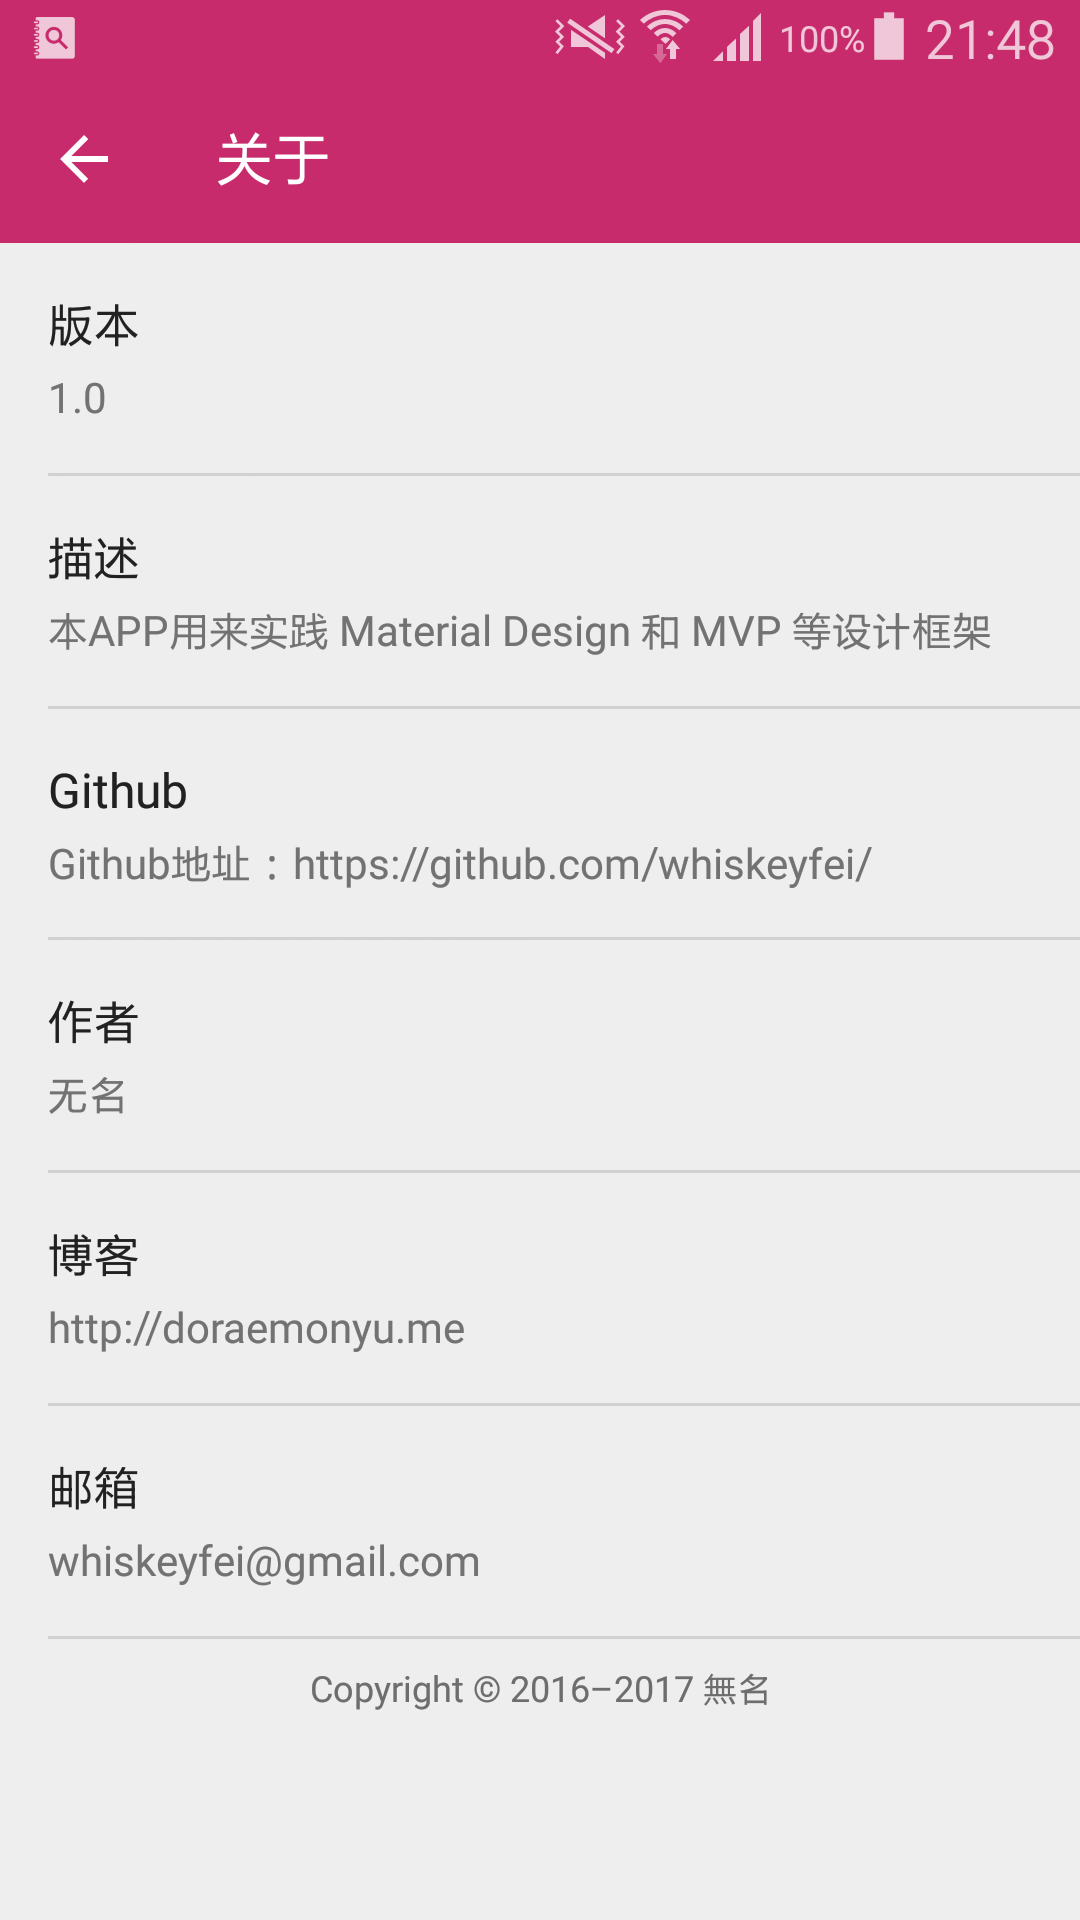 100% 21:48
关于
版本
1.0
描述
本APP用来实践 Material Design 和 MVP 等设计框架
Github
Github地址：https://github.com/whiskeyfei/
作者
无名
博客
http://doraemonyu.me
邮箱
whiskeyfei@gmail.com
Copyright © 2016–2017 無名